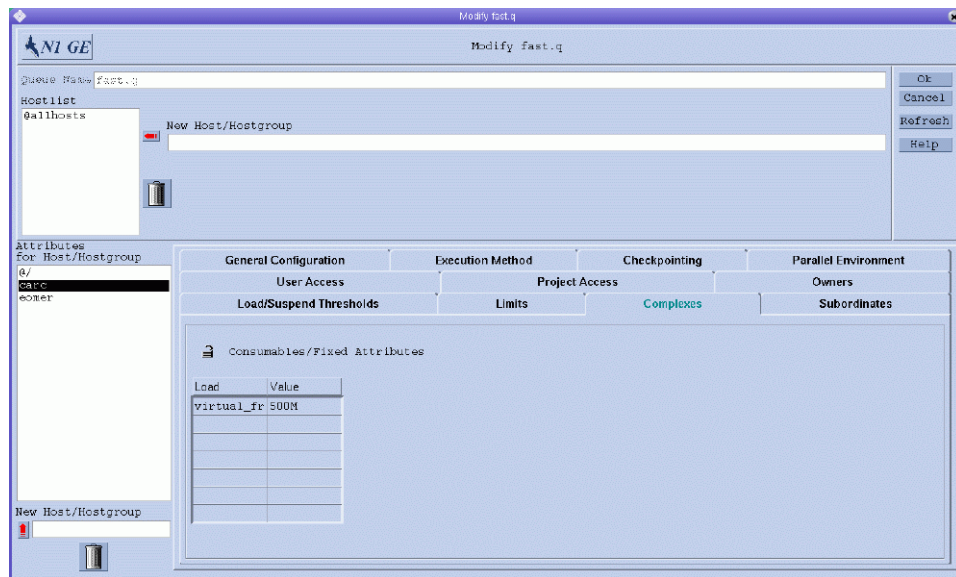 Modify fast.q
N1 GE
Modify fast.q
Queue Name fast.q
Ok
Hostlist
Cancel
@allhosts
Refresh
New Host/Hostgroup
Help
Attributes
for Host/Hostgroup
@/
carc
eomer
General Configuration
Execution Method
Checkpointing
Parallel Environment
User Access
Project Access
Owners
Load/Suspend Thresholds
Limits
Complexes
Subordinates
Consumables/Fixed Attributes
Load Value
virtual_fr 500M
New Host/Hostgroup